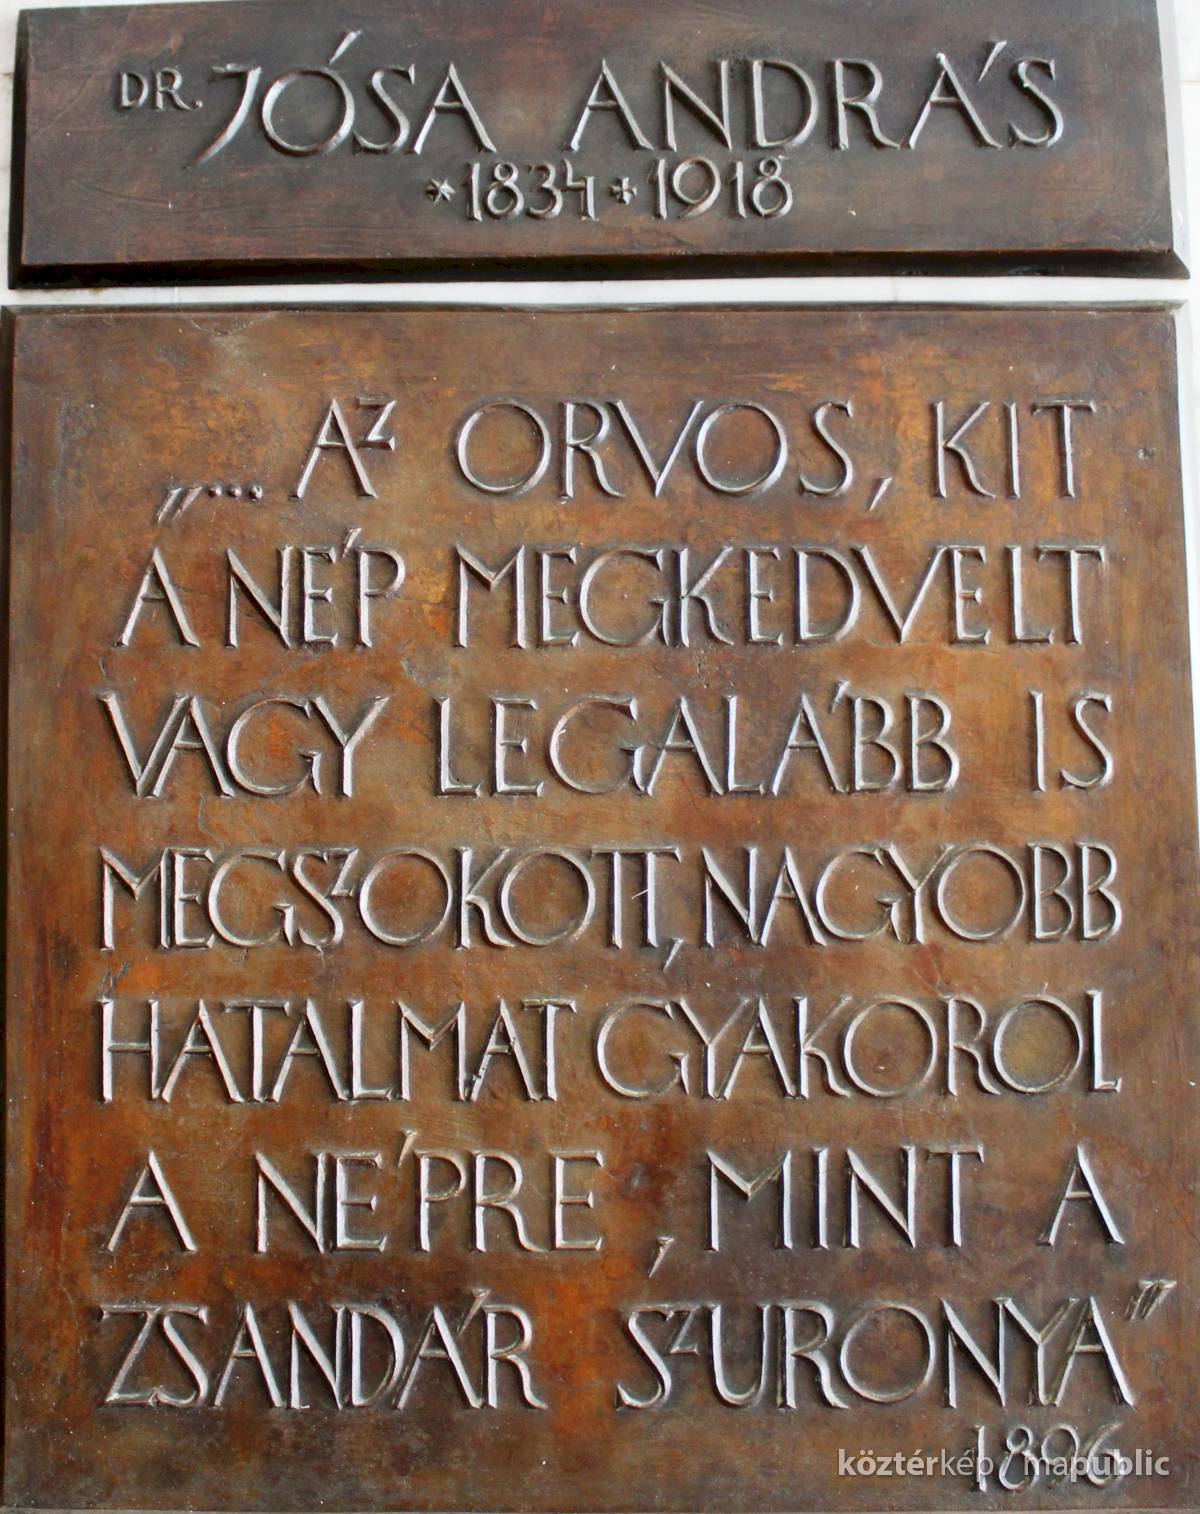 DR. JÓSA ANDRÁS
*1834 +1918
„... AZ ORVOS, KIT
A NÉP MEGKEDVELT
VAGY LEGALÁBB IS
MEGSZOKOTT, NAGYOBB
HATALMAT GYAKOROL
A NÉPRE, MINT A
ZSANDÁR SZURONYA”
1896
köztérkép / mapublic